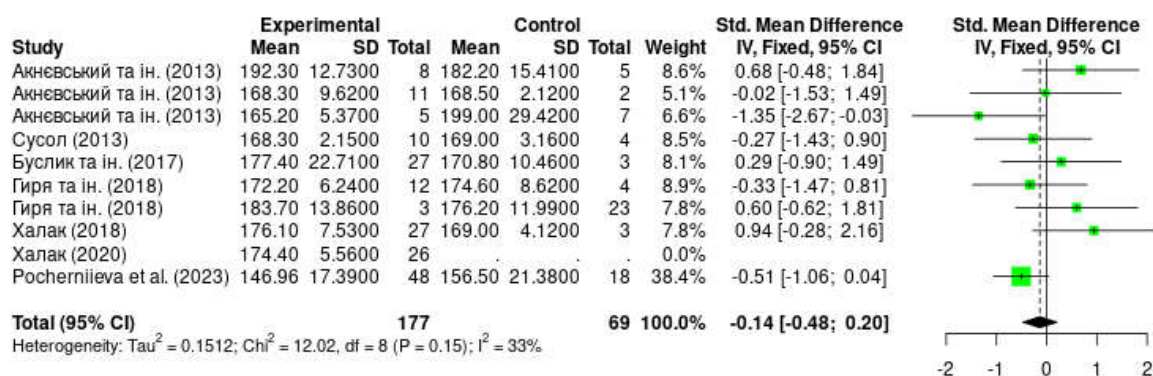 Experimental Control Std. Mean Difference Std. Mean Difference
Study Mean SD Total Mean SD Total Weight IV, Fixed, 95% CI IV, Fixed, 95% CI
Акнєвський та ін. (2013) 192.30 12.7300 8 182.20 15.4100 5 8.6% 0.68 [-0.48; 1.84]
Акнєвський та ін. (2013) 168.30 9.6200 11 168.50 2.1200 2 5.1% -0.02 [-1.53; 1.49]
Акнєвський та ін. (2013) 165.20 5.3700 5 199.00 29.4200 7 6.6% -1.35 [-2.67; -0.03]
Сусол (2013) 168.30 2.1500 10 169.00 3.1600 4 8.5% -0.27 [-1.43; 0.90]
Буслик та ін. (2017) 177.40 22.7100 27 170.80 10.4600 3 8.1% 0.29 [-0.90; 1.49]
Гиря та ін. (2018) 172.20 6.2400 12 174.60 8.6200 4 8.9% -0.33 [-1.47; 0.81]
Гиря та ін. (2018) 183.70 13.8600 3 176.20 11.9900 23 7.8% 0.60 [-0.62; 1.81]
Халак (2018) 176.10 7.5300 27 169.00 4.1200 3 7.8% 0.94 [-0.28; 2.16]
Халак (2020) 174.40 5.5600 26 . . . 0.0%
Pocherniieva et al. (2023) 146.96 17.3900 48 156.50 21.3800 18 38.4% -0.51 [-1.06; 0.04]
Total (95% CI) 177 69 100.0% -0.14 [-0.48; 0.20]
Heterogeneity: Tau² = 0.1512; Chi² = 12.02, df = 8 (P = 0.15); I² = 33%
-2 -1 0 1 2